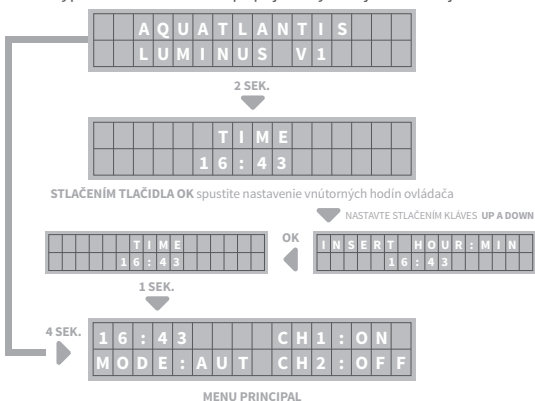 AQUATLANTIS
LUMINUS V1
2 SEK.
TIME
16:43
STLAČENÍM TLAČIDLA OK spustite nastavenie vnútorných hodín ovládača
NASTAVTE STLAČENÍM KLÁVES UP A DOWN
TIME
16:43
OK
INSERT HOUR:MIN
16:43
1 SEK.
4 SEK.
16:43 CH1:ON
MODE:AUT CH2:OFF
MENU PRINCIPAL